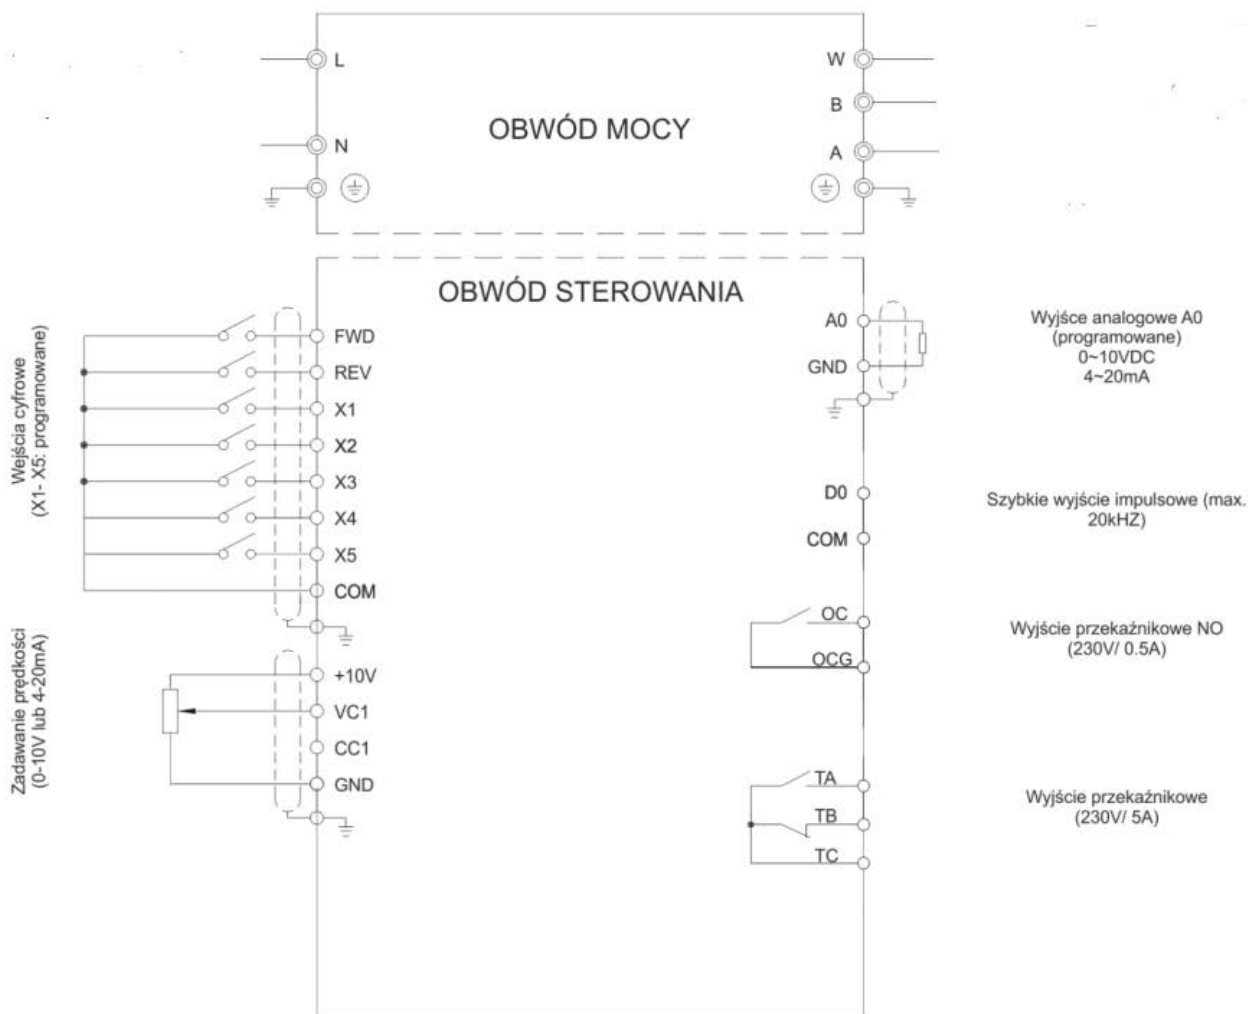 L
N
OBWÓD MOCY
W
B
A
OBWÓD STEROWANIA
Wejścia cyfrowe
(X1- X5: programowane)
FWD
REV
X1
X2
X3
X4
X5
COM
Zadawanie prędkości
(0-10V lub 4-20mA)
+10V
VC1
CC1
GND
A0
GND
Wyjśce analogowe A0
(programowane)
0~10VDC
4~20mA
D0
COM
Szybkie wyjście impulsowe (max.
20kHZ)
OC
OCG
Wyjście przekaźnikowe NO
(230V/ 0.5A)
TA
TB
TC
Wyjście przekaźnikowe
(230V/ 5A)